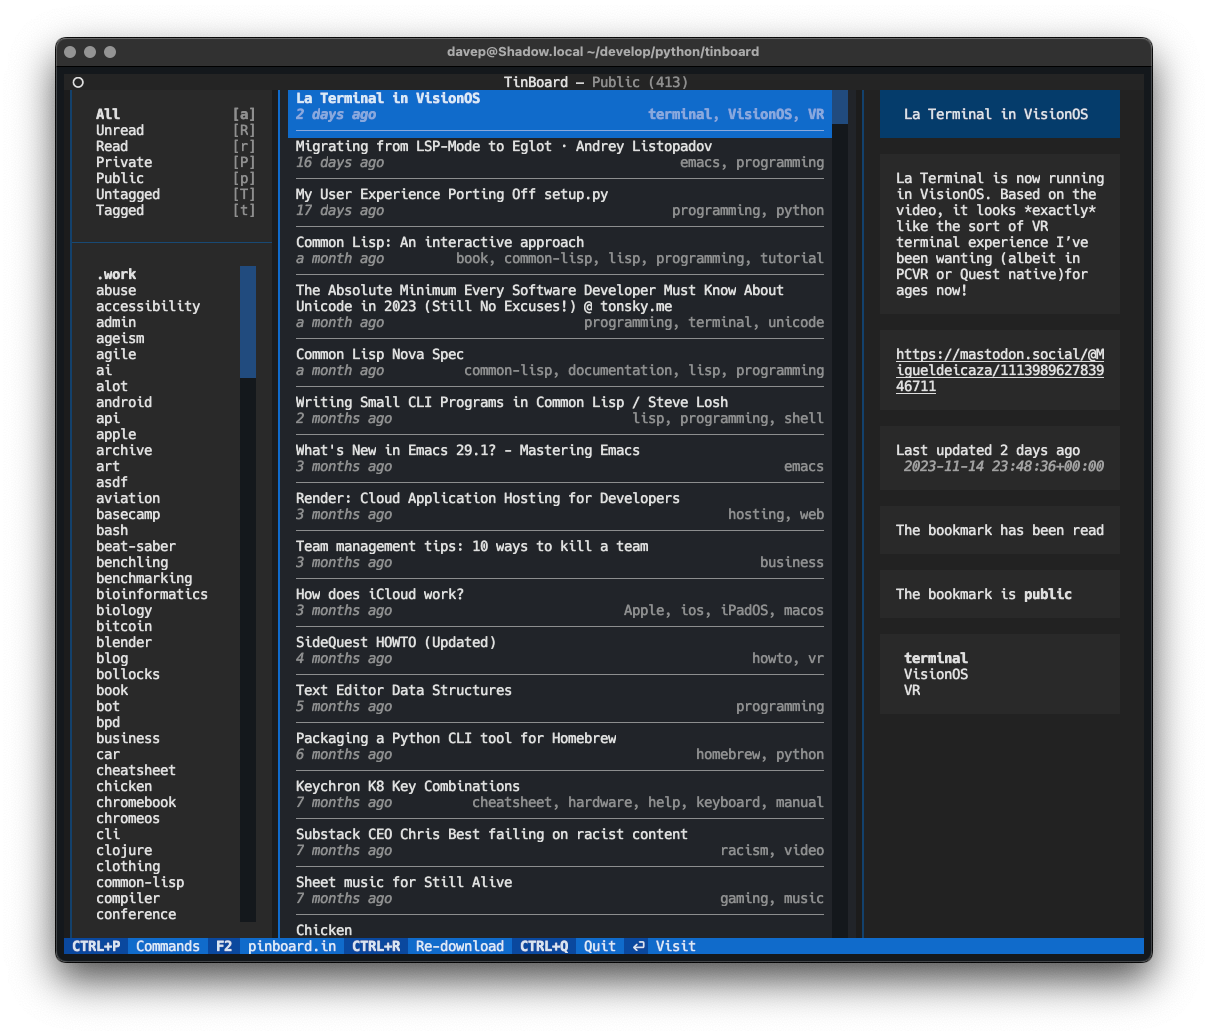 davep@Shadow.local ~/develop/python/tinboard
TinBoard — Public (413)
All [a]
Unread [R]
Read [r]
Private [P]
Public [p]
Untagged [T]
Tagged [t]
.work
abuse
accessibility
admin
ageism
agile
ai
alot
android
api
apple
archive
art
asdf
aviation
basecamp
bash
beat-saber
benchling
benchmarking
bioinformatics
biology
bitcoin
blender
blog
bollocks
book
bot
bpd
business
car
cheatsheet
chicken
chromebook
chromeos
cli
clojure
clothing
common-lisp
compiler
conference
La Terminal in VisionOS
2 days ago terminal, VisionOS, VR
Migrating from LSP-Mode to Eglot · Andrey Listopadov
16 days ago emacs, programming
My User Experience Porting Off setup.py
17 days ago programming, python
Common Lisp: An interactive approach
a month ago book, common-lisp, lisp, programming, tutorial
The Absolute Minimum Every Software Developer Must Know About
Unicode in 2023 (Still No Excuses!) @ tonsky.me
a month ago programming, terminal, unicode
Common Lisp Nova Spec
a month ago common-lisp, documentation, lisp, programming
Writing Small CLI Programs in Common Lisp / Steve Losh
2 months ago lisp, programming, shell
What's New in Emacs 29.1? - Mastering Emacs
3 months ago emacs
Render: Cloud Application Hosting for Developers
3 months ago hosting, web
Team management tips: 10 ways to kill a team
3 months ago business
How does iCloud work?
3 months ago Apple, ios, iPadOS, macos
SideQuest HOWTO (Updated)
4 months ago howto, vr
Text Editor Data Structures
5 months ago programming
Packaging a Python CLI tool for Homebrew
6 months ago homebrew, python
Keychron K8 Key Combinations
7 months ago cheatsheet, hardware, help, keyboard, manual
Substack CEO Chris Best failing on racist content
7 months ago racism, video
Sheet music for Still Alive
7 months ago gaming, music
Chicken
La Terminal in VisionOS
La Terminal is now running
in VisionOS. Based on the
video, it looks *exactly*
like the sort of VR
terminal experience I’ve
been wanting (albeit in
PCVR or Quest native)for
ages now!
https://mastodon.social/@M
igueldeicaza/1113989627839
46711
Last updated 2 days ago
2023-11-14 23:48:36+00:00
The bookmark has been read
The bookmark is public
terminal
VisionOS
VR
CTRL+P Commands F2 pinboard.in CTRL+R Re-download CTRL+Q Quit ⏎ Visit